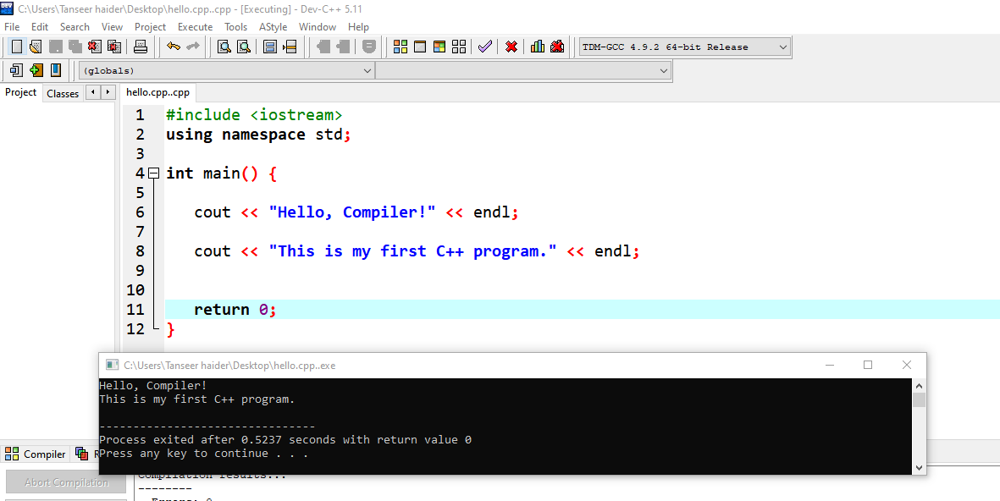 C:\Users\Tanseer haider\Desktop\hello.cpp..cpp - [Executing] - Dev-C++ 5.11
File Edit Search View Project Execute Tools AStyle Window Help
TDM-GCC 4.9.2 64-bit Release
(globals)
Project Classes hello.cpp..cpp
1 #include <iostream>
2 using namespace std;
3
4 int main() {
5
6 cout << "Hello, Compiler!" << endl;
7
8 cout << "This is my first C++ program." << endl;
9
10
11 return 0;
12 }
C:\Users\Tanseer haider\Desktop\hello.cpp..exe
Hello, Compiler!
This is my first C++ program.
--------------------------------
Process exited after 0.5237 seconds with return value 0
Press any key to continue . . .
Compiler
Abort Compilation
Compilation results...
--------